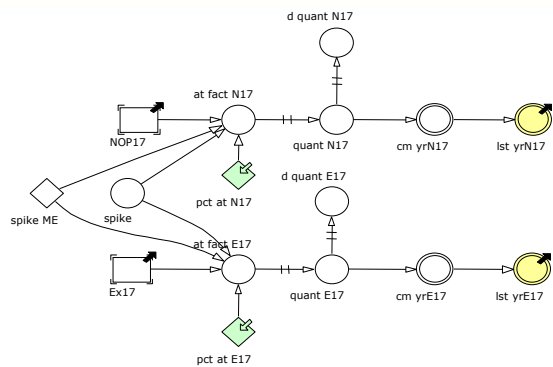 d quant N17
at fact N17
NOP17
quant N17
cm yrN17
lst yrN17
pct at N17
d quant E17
spike ME
spike
at fact E17
Ex17
quant E17
cm yrE17
lst yrE17
pct at E17